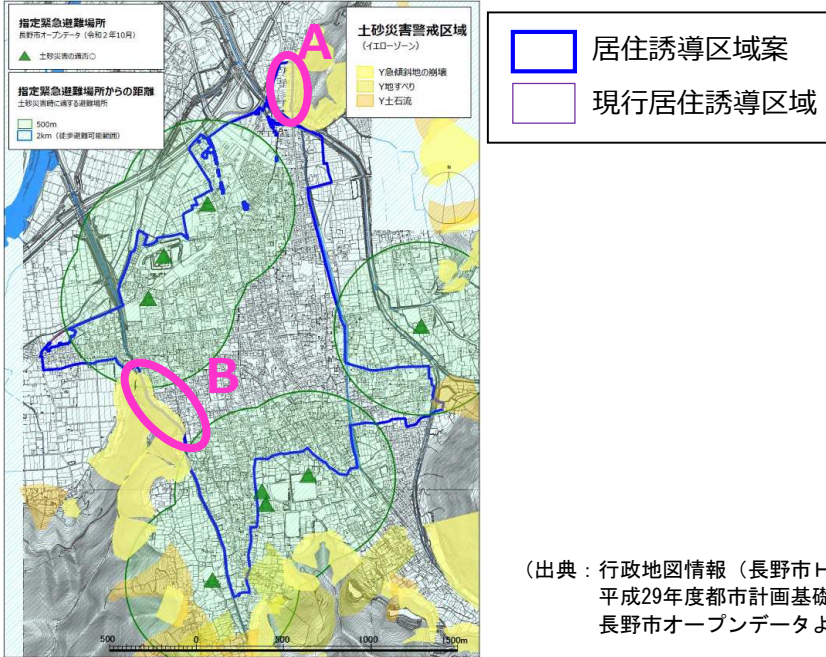 指定緊急避難場所
長野市オープンデータ（令和２年10月）
土砂災害の適否○
指定緊急避難場所からの距離
土砂災害時に適する避難場所
500m
2km（徒歩避難可能範囲）
土砂災害警戒区域
（イエローゾーン）
Y急傾斜地の崩壊
Y地すべり
Y土石流
A
B
N
500 0 500 1000 1500m
居住誘導区域案
現行居住誘導区域
（出典：行政地図情報（長野市Ｈ
平成29年度都市計画基礎
長野市オープンデータよ